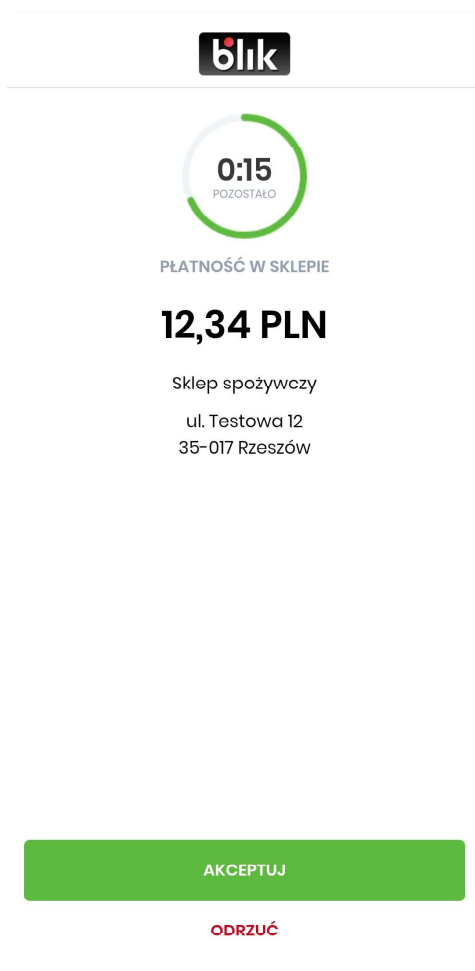 blik
0:15
POZOSTAŁO
PŁATNOŚĆ W SKLEPIE
12,34 PLN
Sklep spożywczy
ul. Testowa 12
35-017 Rzeszów
AKCEPTUJ
ODRZUĆ